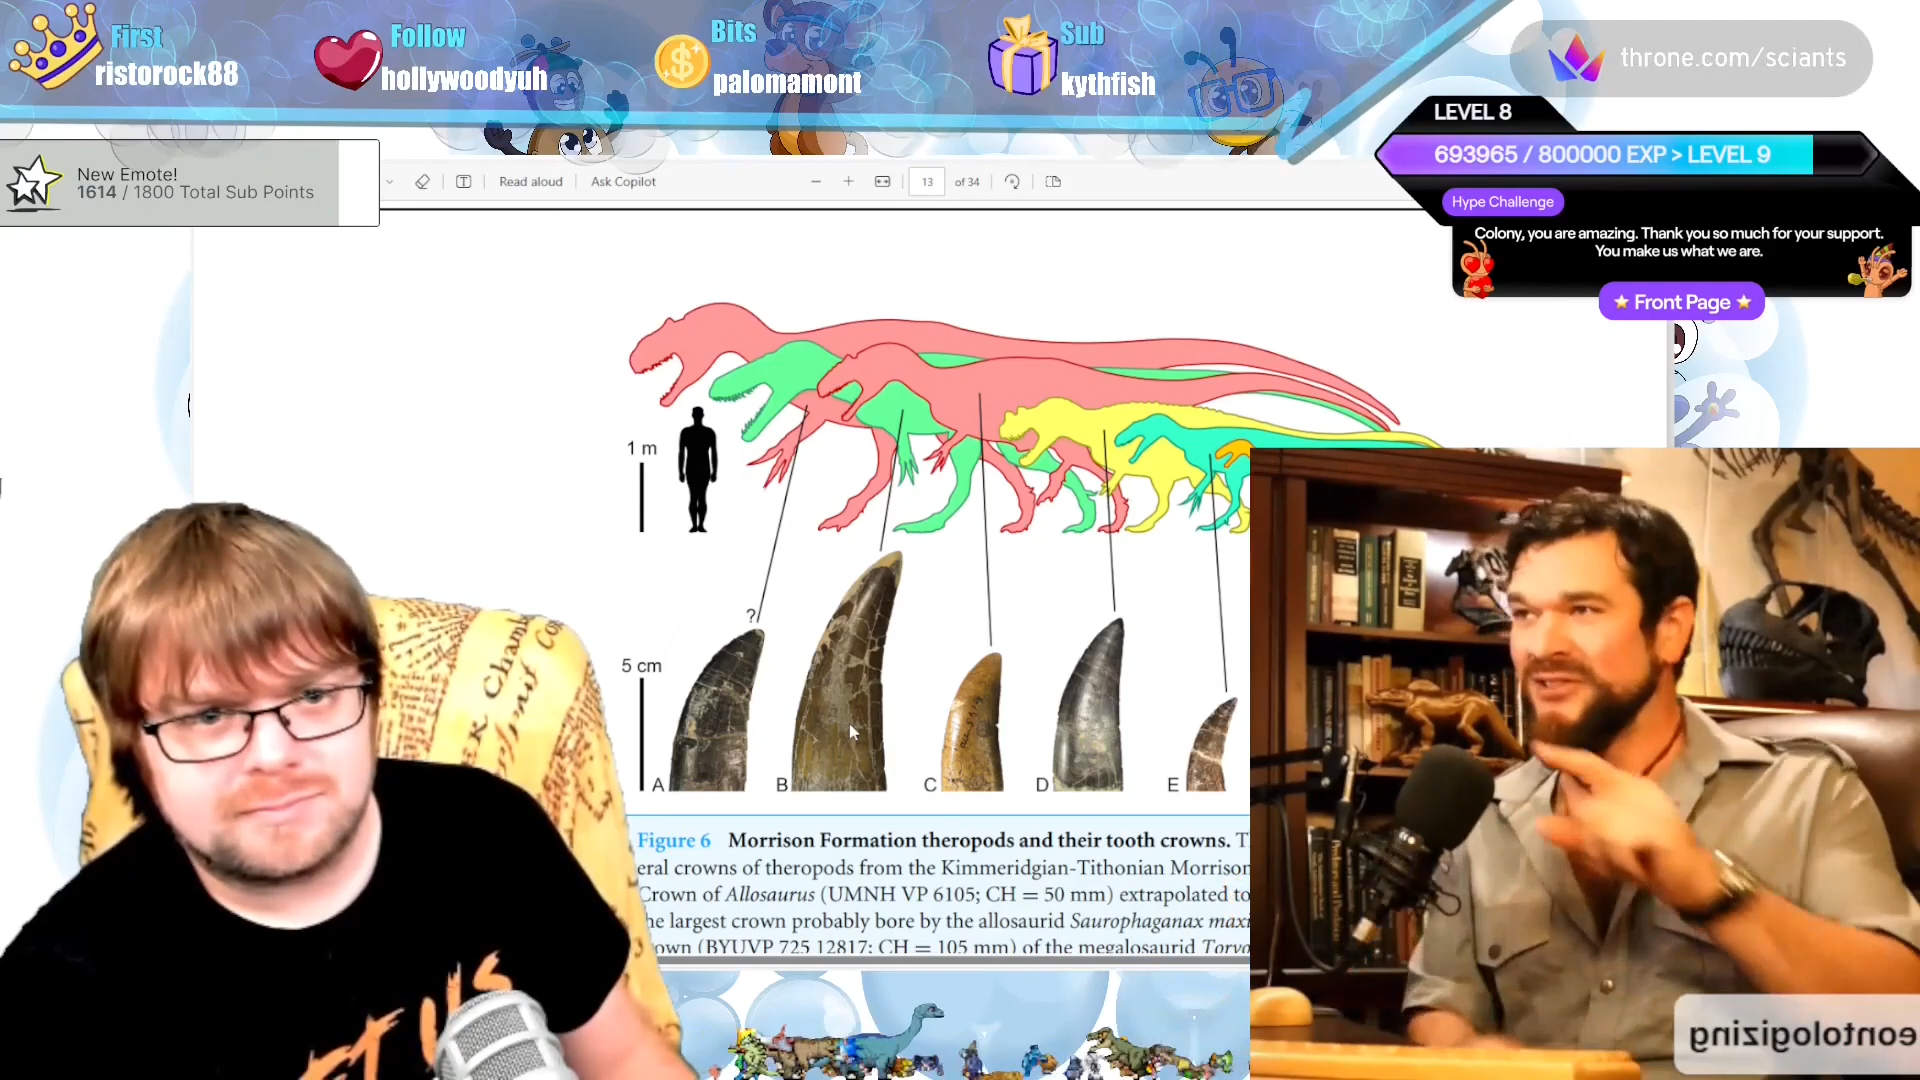 First
ristorock88
Follow
hollywoodyuh
Bits
palomamont
Sub
kythfish
throne.com/sciants
LEVEL 8
693965 / 800000 EXP > LEVEL 9
Hype Challenge
Colony, you are amazing. Thank you so much for your support.
You make us what we are.
★ Front Page ★
New Emote!
1614 / 1800 Total Sub Points
Read aloud
Ask Copilot
13
of 34
1 m
?
5 cm
A
B
C
D
E
Figure 6 Morrison Formation theropods and their tooth crowns.
eral crowns of theropods from the Kimmeridgian-Tithonian Morrison
Crown of Allosaurus (UMNH VP 6105; CH = 50 mm) extrapolated to
he largest crown probably bore by the allosaurid Saurophaganax maxi
own (BYUVP 725 12817; CH = 105 mm) of the megalosaurid Torvo
eontologizing